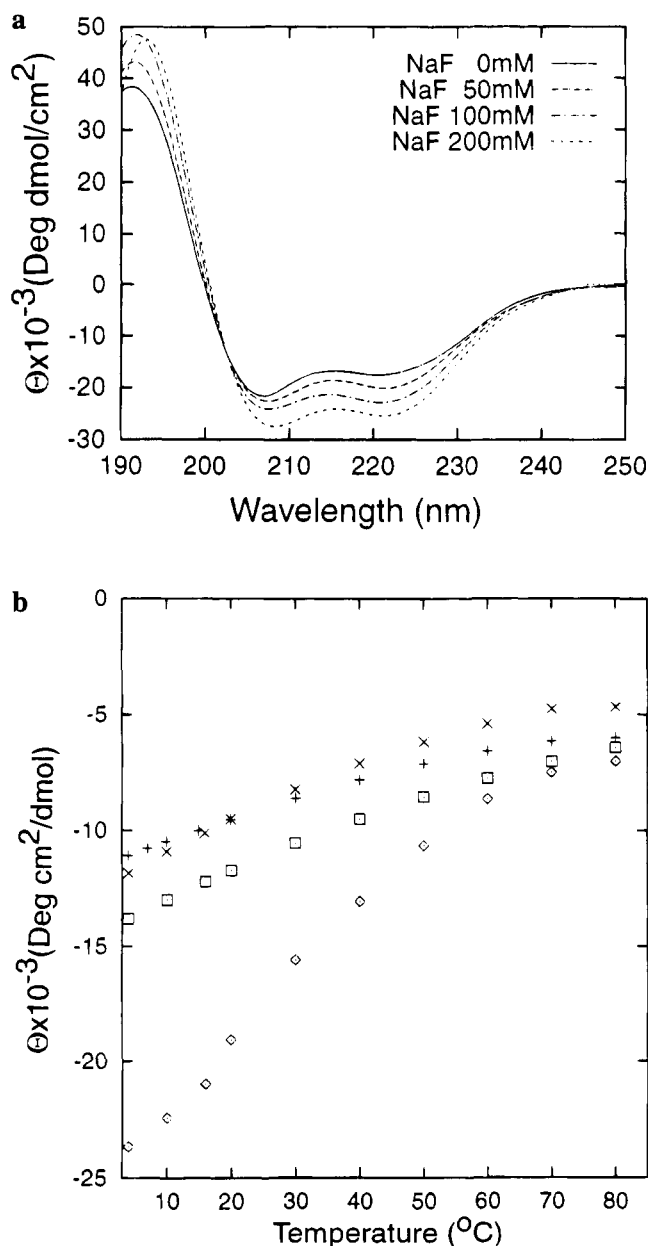 a
50
40
30
20
10
0
-10
-20
-30
Θx10⁻³(Deg dmol/cm²)
NaF 0mM
NaF 50mM
NaF 100mM
NaF 200mM
190 200 210 220 230 240 250
Wavelength (nm)
b
0
-5
-10
-15
-20
-25
Θx10⁻³(Deg cm²/dmol)
10 20 30 40 50 60 70 80
Temperature (°C)